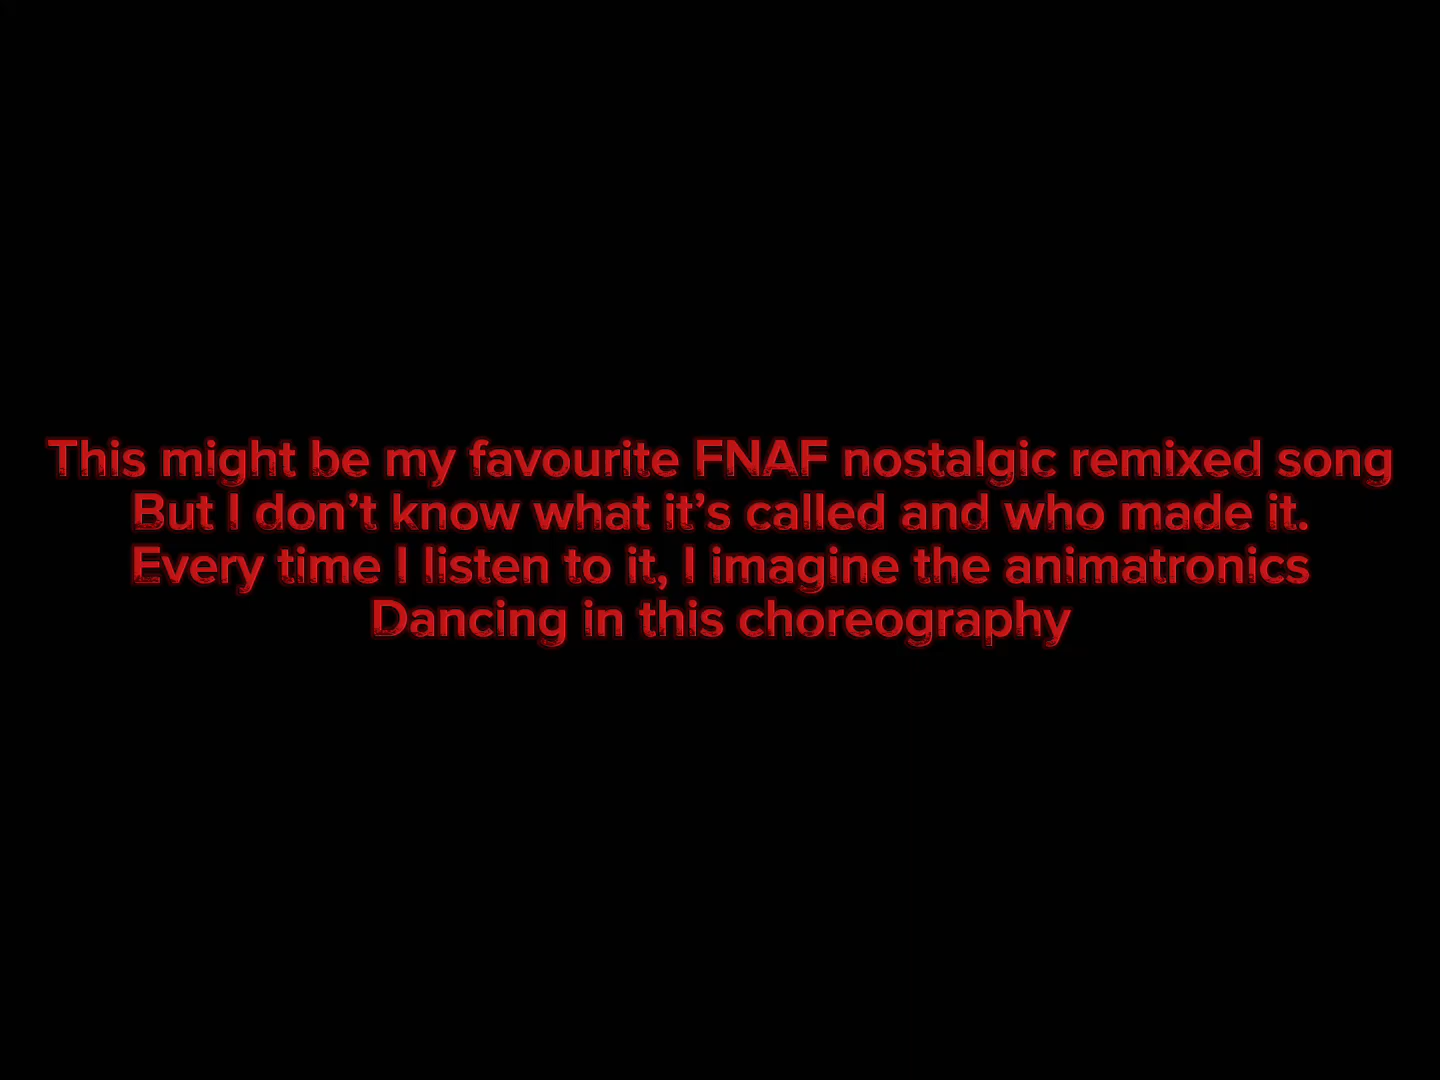 This might be my favourite FNAF nostalgic remixed song
But I don’t know what it’s called and who made it.
Every time I listen to it, I imagine the animatronics
Dancing in this choreography